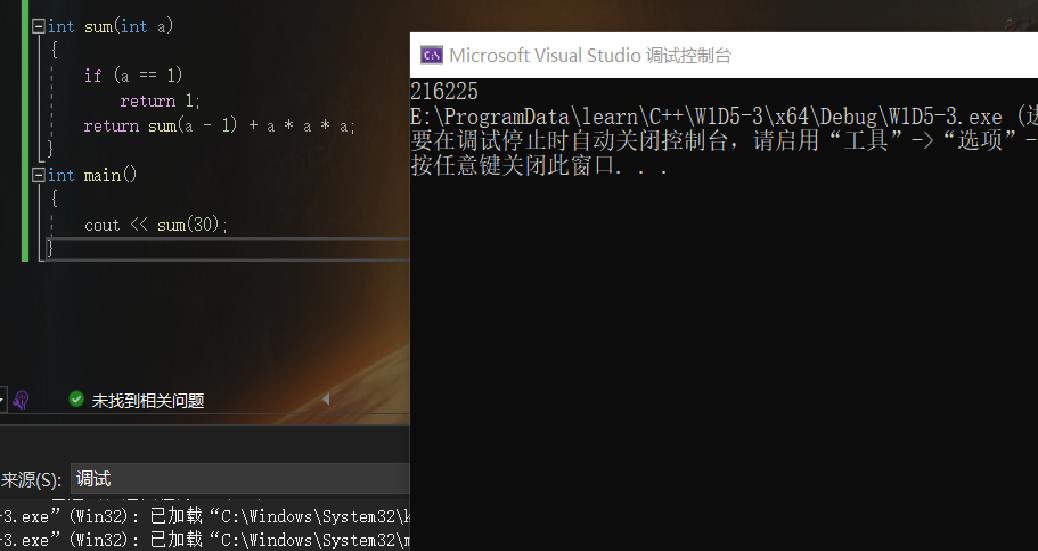 int sum(int a)
{
if (a == 1)
return 1;
return sum(a - 1) + a * a * a;
}
int main()
{
cout << sum(30);
}
未找到相关问题
来源(S): 调试
-3.exe”(Win32): 已加载“C:\Windows\System32\
-3.exe”(Win32): 已加载“C:\Windows\System32\
Microsoft Visual Studio 调试控制台
216225
E:\ProgramData\learn\C++\W1D5-3\x64\Debug\W1D5-3.exe (进
要在调试停止时自动关闭控制台，请启用“工具”->“选项”-
按任意键关闭此窗口. . .